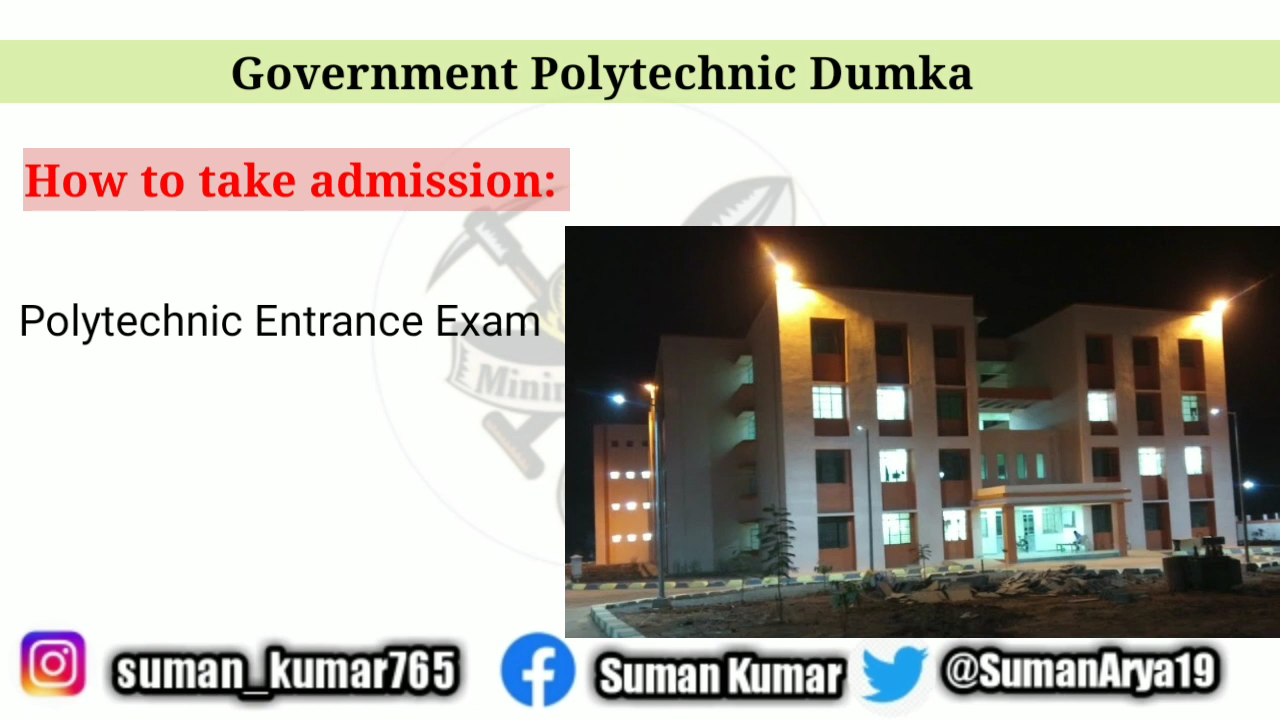 Government Polytechnic Dumka
How to take admission:
Polytechnic Entrance Exam
suman_kumar765
Suman Kumar
@SumanArya19